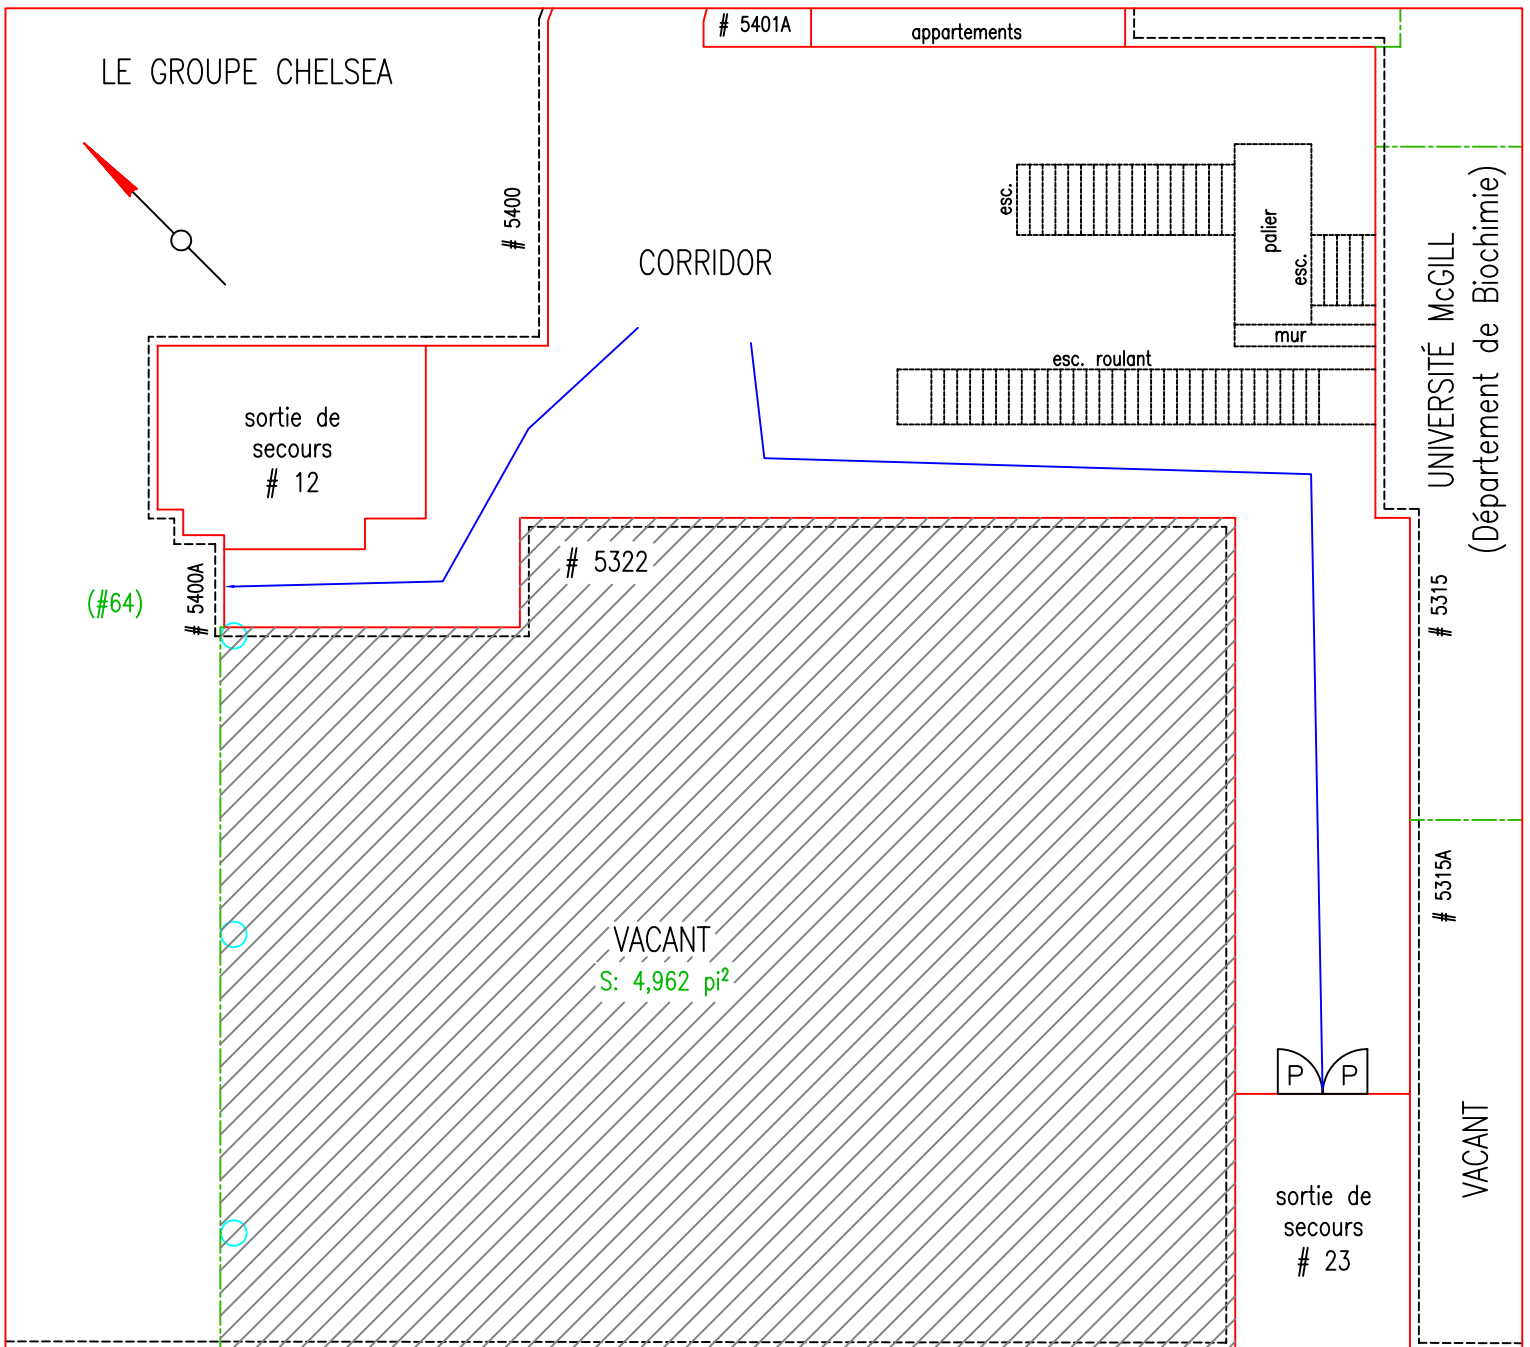 # 5401A
appartements
LE GROUPE CHELSEA
# 5400
CORRIDOR
esc.
palier
esc.
mur
esc. roulant
UNIVERSITÉ McGILL
(Département de Biochimie)
sortie de
secours
# 12
# 5322
(#64)
# 5400A
# 5315
# 5315A
VACANT
S: 4,962 pi²
P
P
VACANT
sortie de
secours
# 23